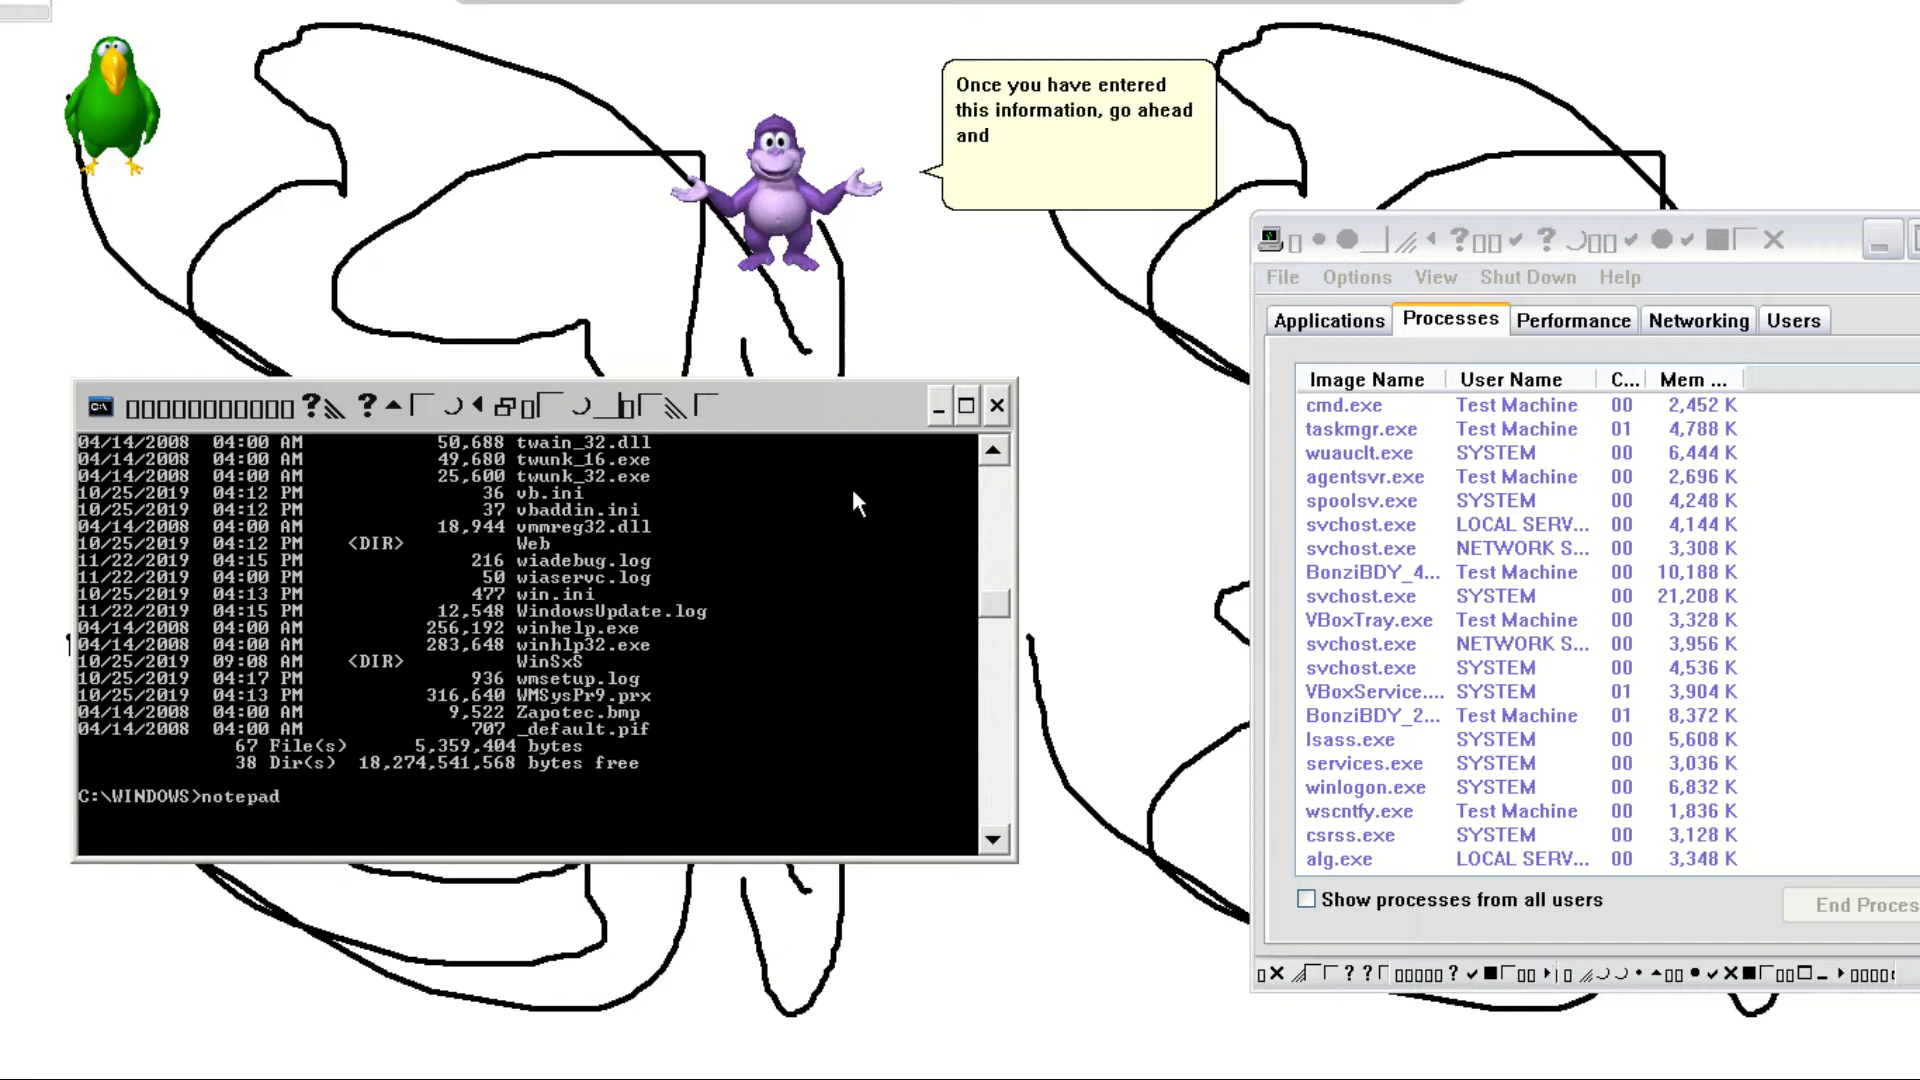 Once you have entered
this information, go ahead
and
File Options View Shut Down Help
Applications Processes Performance Networking Users
Image Name User Name C... Mem ...
cmd.exe Test Machine 00 2,452 K
taskmgr.exe Test Machine 01 4,788 K
wuauclt.exe SYSTEM 00 6,444 K
agentsvr.exe Test Machine 00 2,696 K
spoolsv.exe SYSTEM 00 4,248 K
svchost.exe LOCAL SERV... 00 4,144 K
svchost.exe NETWORK S... 00 3,308 K
BonziBDY_4... Test Machine 00 10,188 K
svchost.exe SYSTEM 00 21,208 K
VBoxTray.exe Test Machine 00 3,328 K
svchost.exe NETWORK S... 00 3,956 K
svchost.exe SYSTEM 00 4,536 K
VBoxService.... SYSTEM 01 3,904 K
BonziBDY_2... Test Machine 01 8,372 K
lsass.exe SYSTEM 00 5,608 K
services.exe SYSTEM 00 3,036 K
winlogon.exe SYSTEM 00 6,832 K
wscntfy.exe Test Machine 00 1,836 K
csrss.exe SYSTEM 00 3,128 K
alg.exe LOCAL SERV... 00 3,348 K
Show processes from all users
End Proces
04/14/2008 04:00 AM 50,688 twain_32.dll
04/14/2008 04:00 AM 49,680 twunk_16.exe
04/14/2008 04:00 AM 25,600 twunk_32.exe
10/25/2019 04:12 PM 36 vb.ini
10/25/2019 04:12 PM 37 vbaddin.ini
04/14/2008 04:00 AM 18,944 vmmreg32.dll
10/25/2019 04:12 PM <DIR> Web
11/22/2019 04:15 PM 216 wiadebug.log
11/22/2019 04:00 PM 50 wiaservc.log
10/25/2019 04:13 PM 477 win.ini
11/22/2019 04:15 PM 12,548 WindowsUpdate.log
04/14/2008 04:00 AM 256,192 winhelp.exe
04/14/2008 04:00 AM 283,648 winhlp32.exe
10/25/2019 09:08 AM <DIR> WinSxS
10/25/2019 04:17 PM 936 wmsetup.log
10/25/2019 04:13 PM 316,640 WMSysPr9.prx
04/14/2008 04:00 AM 9,522 Zapotec.bmp
04/14/2008 04:00 AM 707 _default.pif
67 File(s) 5,359,404 bytes
38 Dir(s) 18,274,541,568 bytes free
C:\WINDOWS>notepad